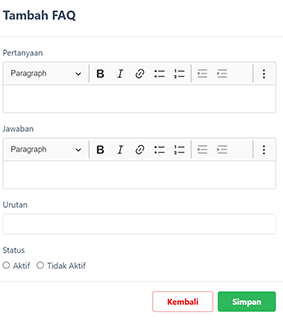 Tambah FAQ
Pertanyaan
Paragraph B I
Jawaban
Paragraph B I
Urutan
Status
Aktif Tidak Aktif
Kembali Simpan